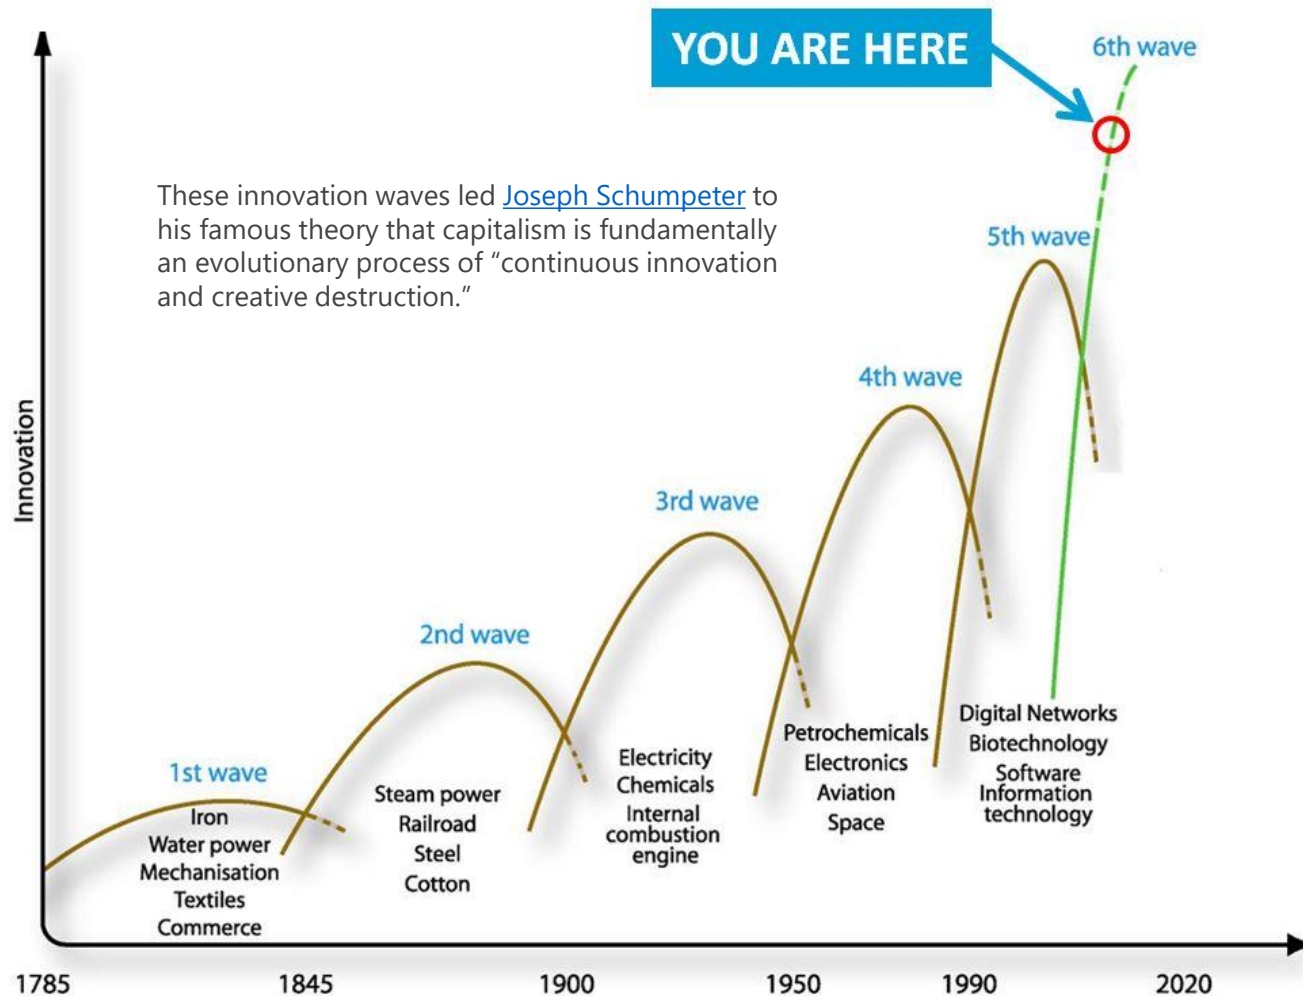 YOU ARE HERE
6th wave
These innovation waves led Joseph Schumpeter to
his famous theory that capitalism is fundamentally
an evolutionary process of “continuous innovation
and creative destruction.”
5th wave
4th wave
3rd wave
2nd wave
1st wave
Innovation
Iron
Water power
Mechanisation
Textiles
Commerce
Steam power
Railroad
Steel
Cotton
Electricity
Chemicals
Internal
combustion
engine
Petrochemicals
Electronics
Aviation
Space
Digital Networks
Biotechnology
Software
Information
technology
1785
1845
1900
1950
1990
2020